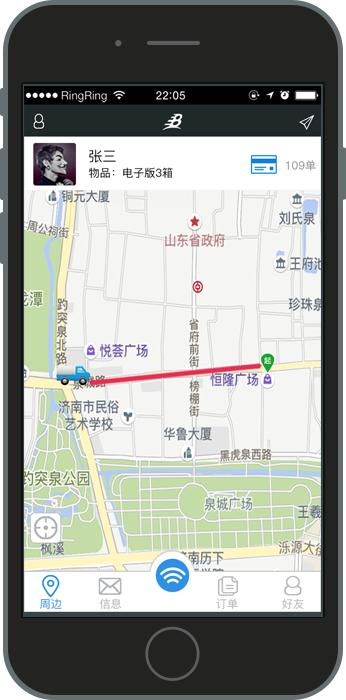 RingRing
22:05
张三
物品：电子版3箱
109单
铜元大厦
周公祠街
刘氏泉
山东省政府
王府池
龙潭
珍珠泉
趵突泉北路
省府前街
悦荟广场
起
恒隆广场
泉城路
榜棚街
济南市民俗
艺术学校
华鲁大厦
黑虎泉西路
趵突泉公园
泉城广场
王羲
枫溪
济南历下
泺源大街
周边
信息
订单
好友